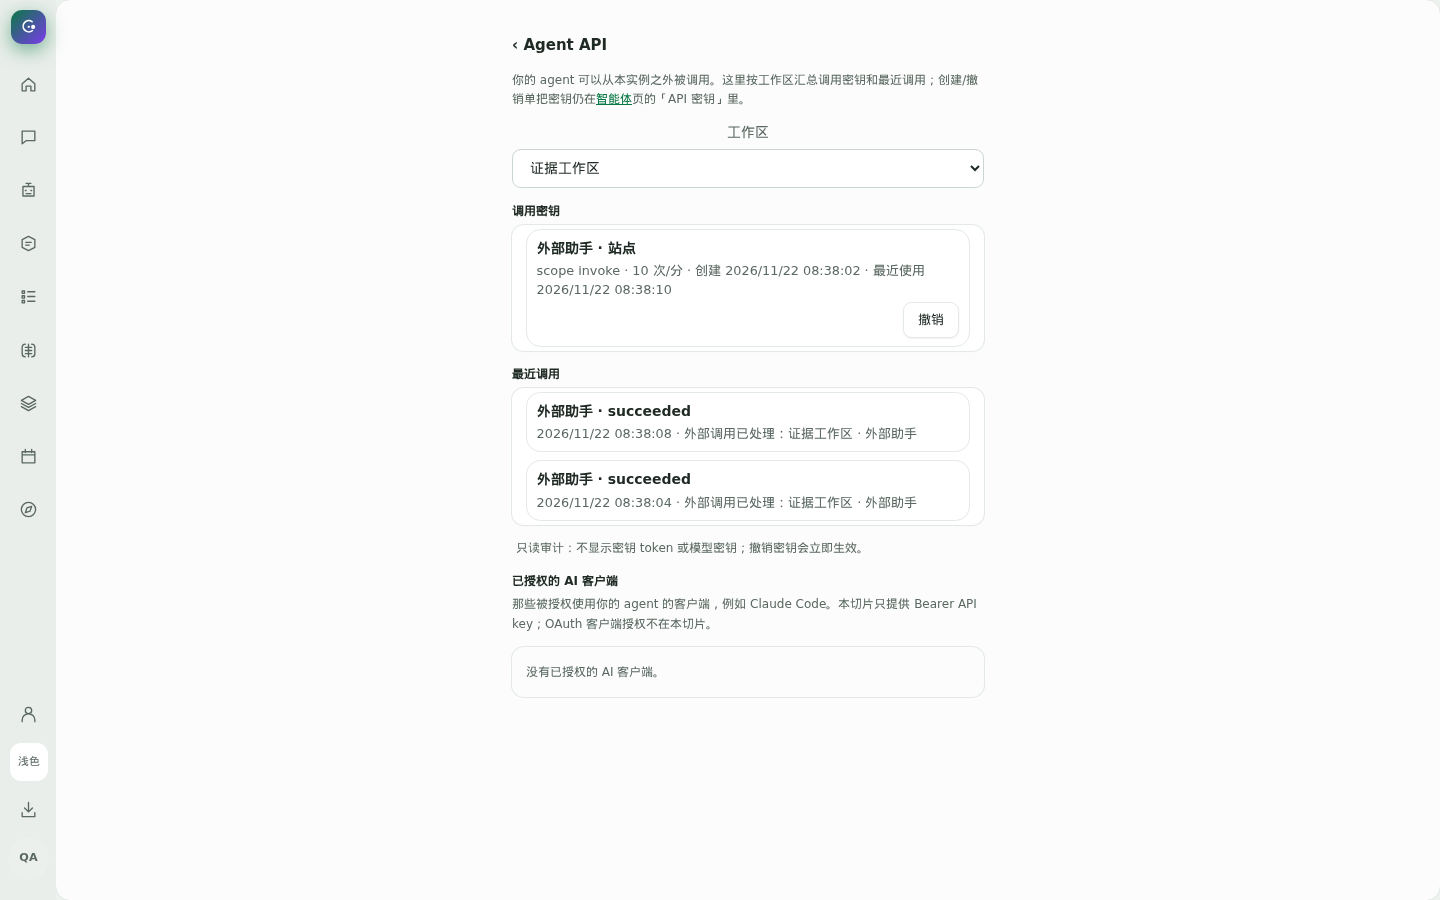 ‹ Agent API
你的 agent 可以从本实例之外被调用。这里按工作区汇总调用密钥和最近调用；创建/撤
销单把密钥仍在智能体页的「API 密钥」里。
工作区
证据工作区
调用密钥
外部助手 · 站点
scope invoke · 10 次/分 · 创建 2026/11/22 08:38:02 · 最近使用
2026/11/22 08:38:10
撤销
最近调用
外部助手 · succeeded
2026/11/22 08:38:08 · 外部调用已处理：证据工作区 · 外部助手
外部助手 · succeeded
2026/11/22 08:38:04 · 外部调用已处理：证据工作区 · 外部助手
只读审计：不显示密钥 token 或模型密钥；撤销密钥会立即生效。
已授权的 AI 客户端
那些被授权使用你的 agent 的客户端，例如 Claude Code。本切片只提供 Bearer API
key；OAuth 客户端授权不在本切片。
没有已授权的 AI 客户端。
浅色
QA